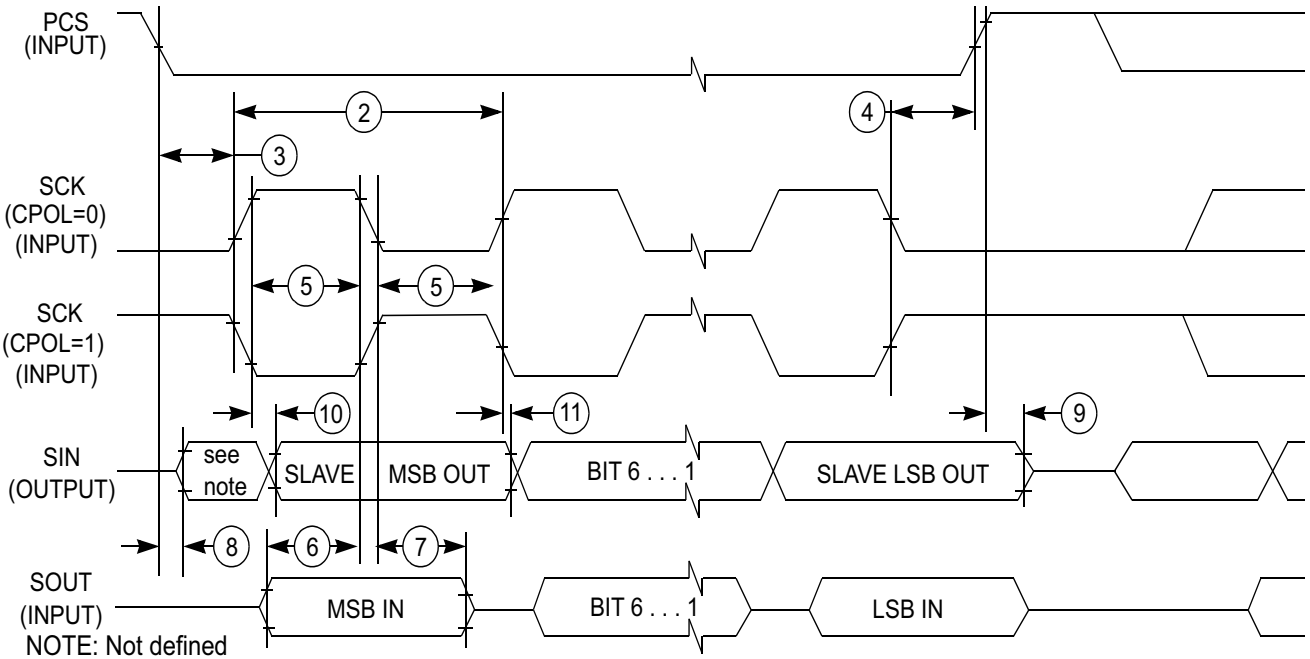 PCS
(INPUT)
2
4
3
SCK
(CPOL=0)
(INPUT)
5
5
SCK
(CPOL=1)
(INPUT)
10
11
9
SIN
(OUTPUT)
see
note
SLAVE
MSB OUT
BIT 6 . . . 1
SLAVE LSB OUT
8
6
7
SOUT
(INPUT)
MSB IN
BIT 6 . . . 1
LSB IN
NOTE: Not defined